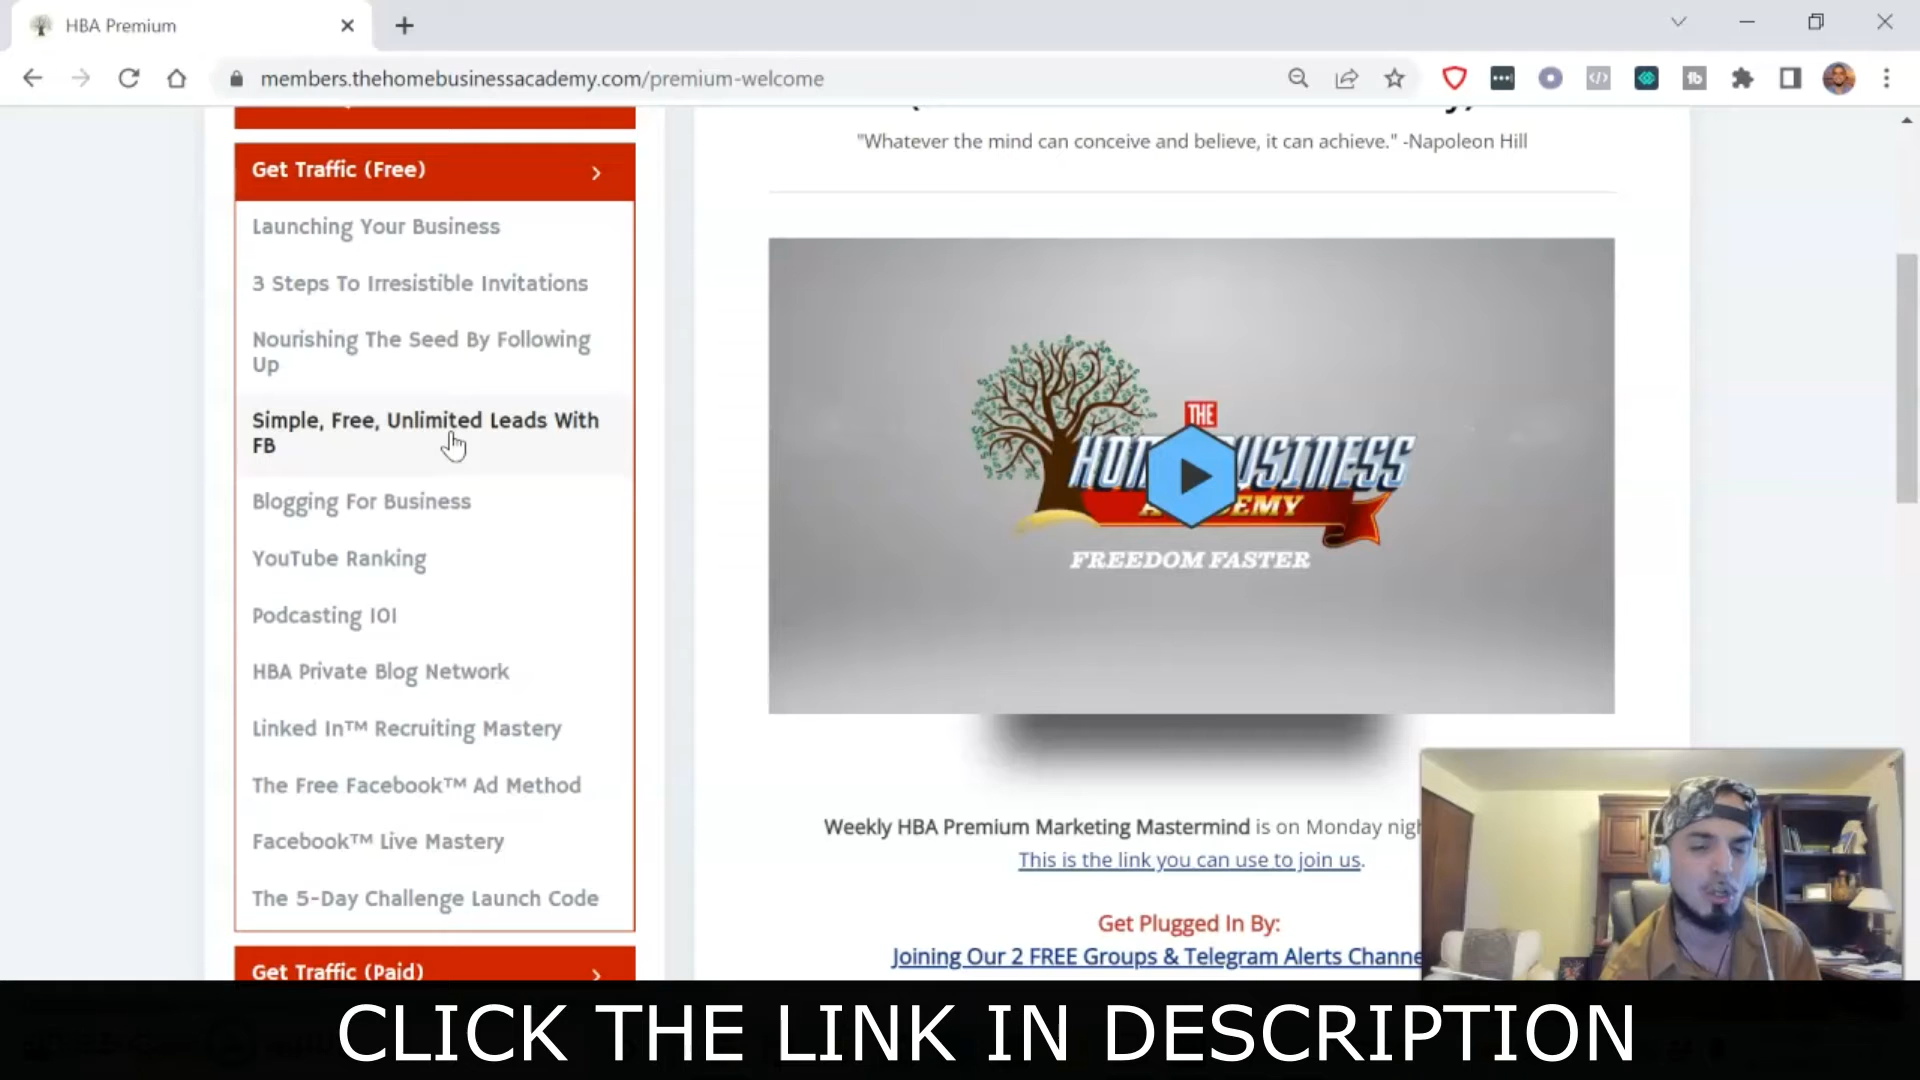 HBA Premium
members.thehomebusinessacademy.com/premium-welcome
Get Traffic (Free)
Launching Your Business
3 Steps To Irresistible Invitations
Nourishing The Seed By Following
Up
Simple, Free, Unlimited Leads With
FB
Blogging For Business
YouTube Ranking
Podcasting 101
HBA Private Blog Network
Linked In™ Recruiting Mastery
The Free Facebook™ Ad Method
Facebook™ Live Mastery
The 5-Day Challenge Launch Code
Get Traffic (Paid)
"Whatever the mind can conceive and believe, it can achieve." -Napoleon Hill
THE
FREEDOM FASTER
Weekly HBA Premium Marketing Mastermind is on Monday
This is the link you can use to join us.
Get Plugged In By:
Joining Our 2 FREE Groups & Telegram Alerts
CLICK THE LINK IN DESCRIPTION